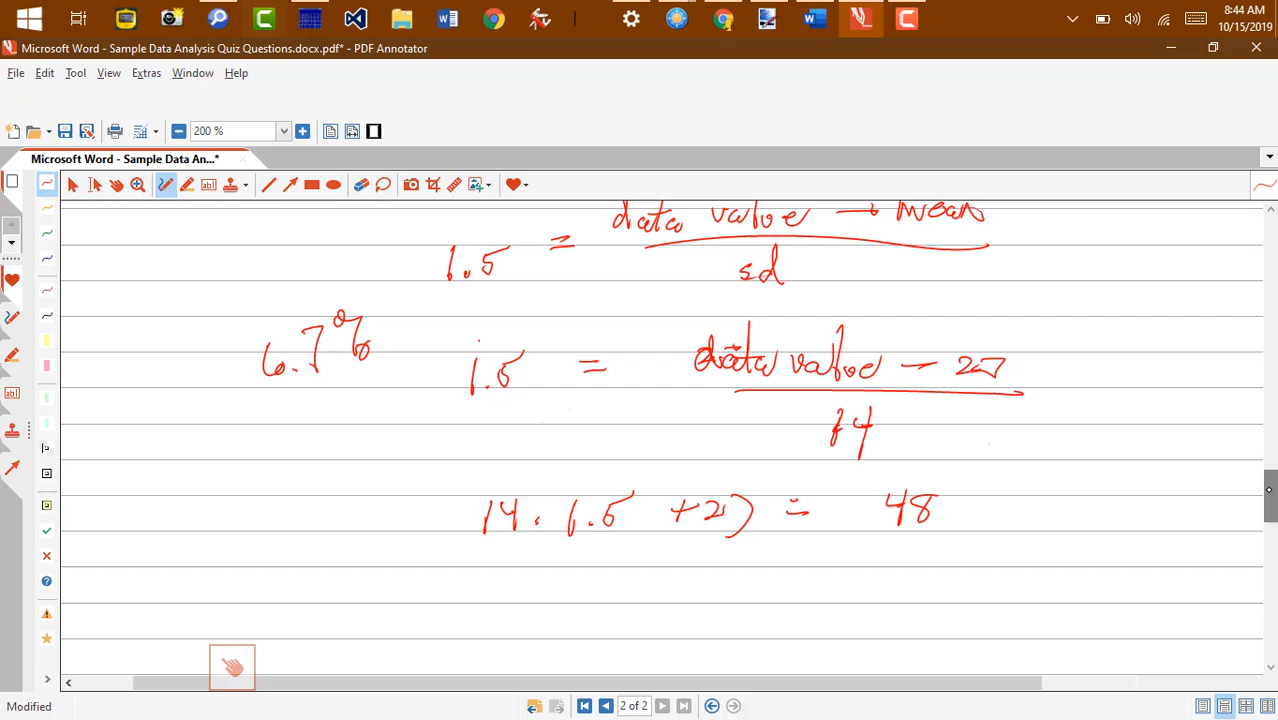 8:44 AM
10/15/2019
Microsoft Word - Sample Data Analysis Quiz Questions.docx.pdf* - PDF Annotator
File Edit Tool Extras Window Help
200 %
Microsoft Word - Sample Data An...*
1.5 = data value - mean
sd
6.7%
1.5 = data value - 27
14
14. 1.5 +27 = 48
Modified
2 of 2